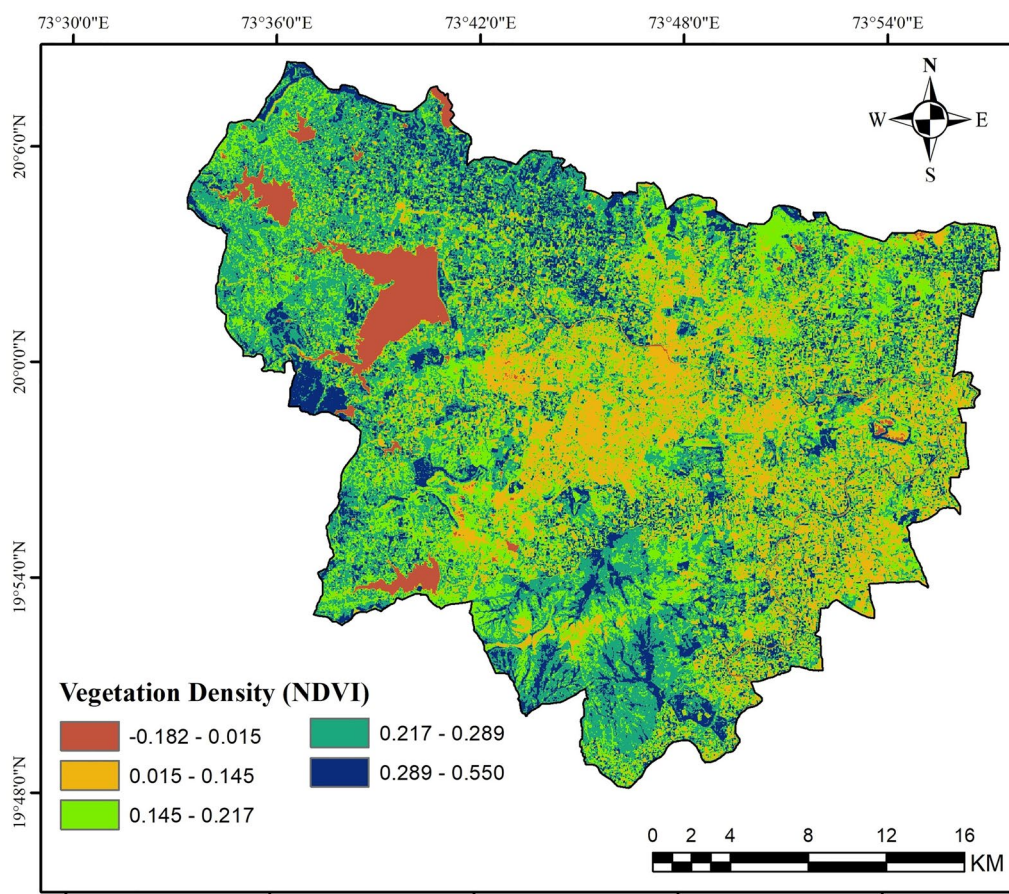 73°30'0"E 73°36'0"E 73°42'0"E 73°48'0"E 73°54'0"E
N
W E
S
20°6'0"N
20°0'0"N
19°54'0"N
19°48'0"N
Vegetation Density (NDVI)
-0.182 - 0.015
0.015 - 0.145
0.145 - 0.217
0.217 - 0.289
0.289 - 0.550
0 2 4 8 12 16
KM